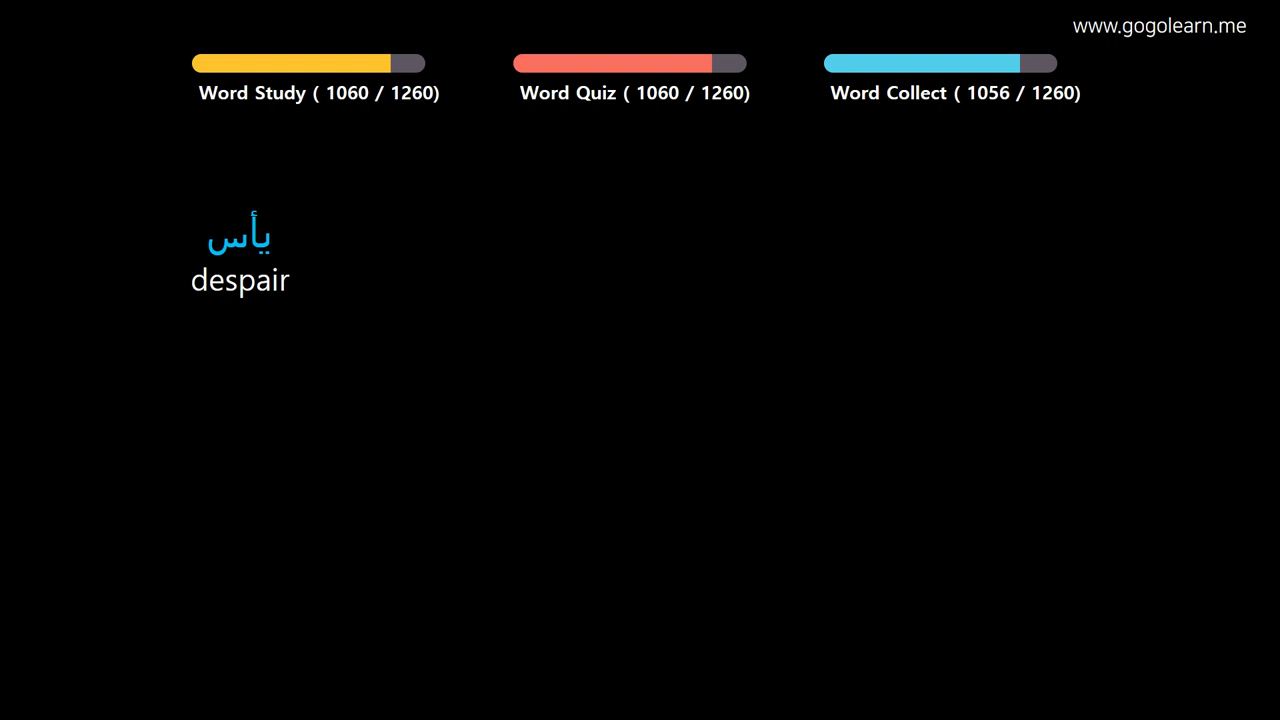 www.gogolearn.me
Word Study ( 1060 / 1260)
Word Quiz ( 1060 / 1260)
Word Collect ( 1056 / 1260)
يأس
despair